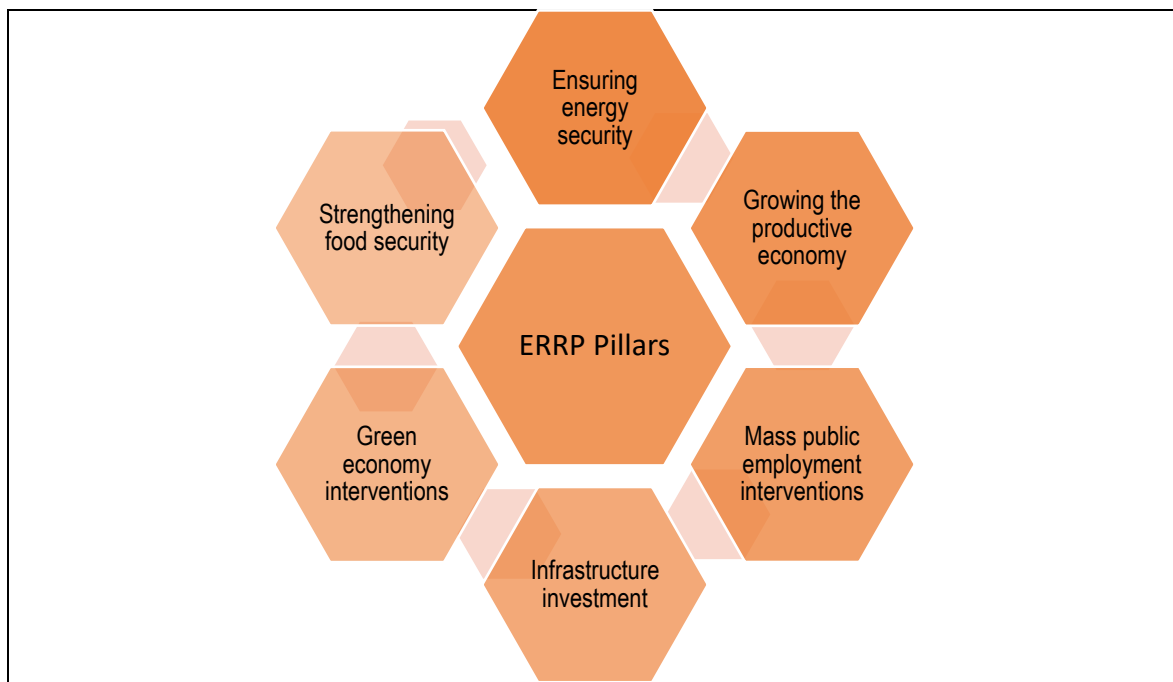 Ensuring
energy
security
Growing the
productive
economy
Mass public
employment
interventions
Infrastructure
investment
Green
economy
interventions
Strengthening
food security
ERRP Pillars